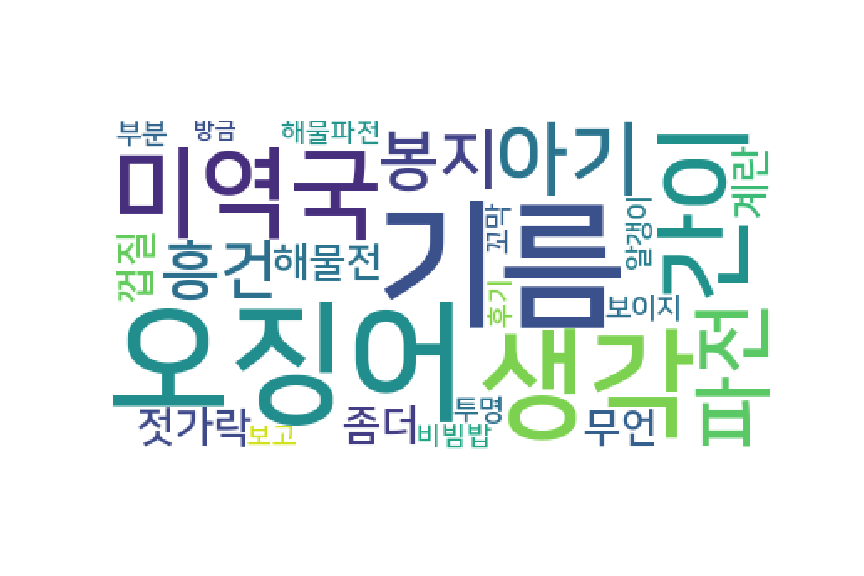 부분
방금
해물파전
미역국
봉지
아기
간이
계란
껍질
흥건
해물전
기름
꼬막
알갱이
후기
보이지
오징어
생각
파전
젓가락
보고
좀더
비빔밥
투명
무언